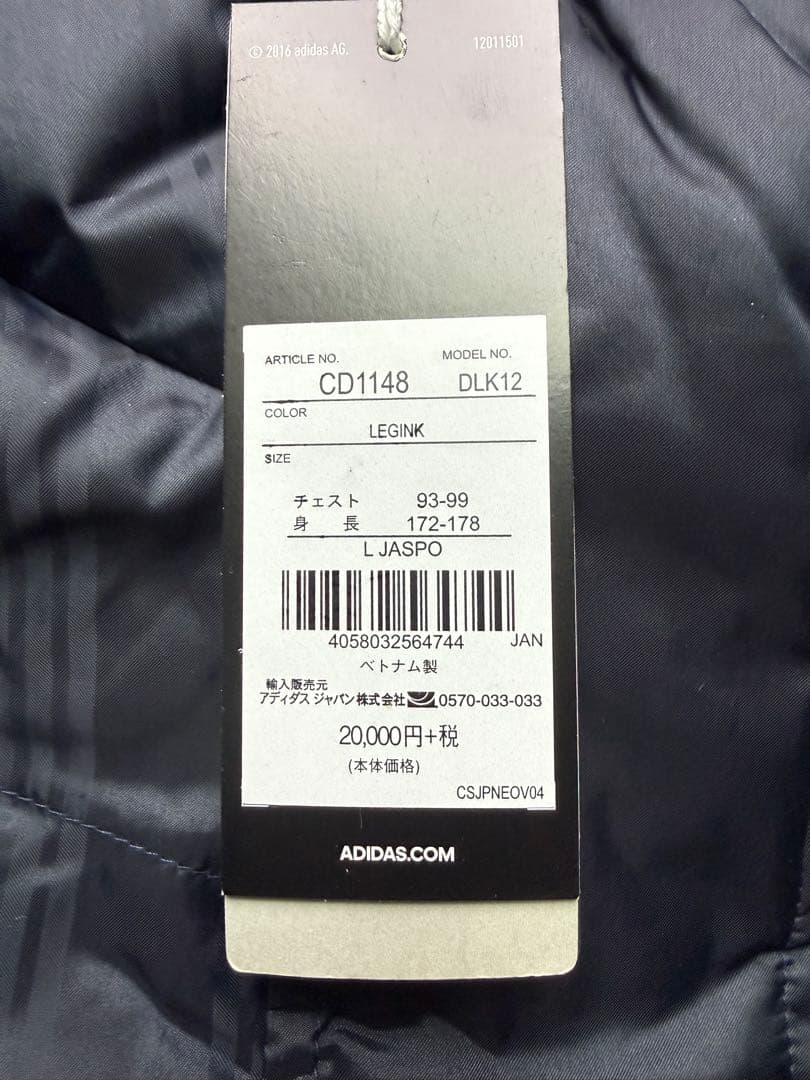 © 2016 adidas AG. 12011501
ARTICLE NO. MODEL NO.
CD1148 DLK12
COLOR
LEGINK
SIZE
チェスト 93-99
身 長 172-178
L JASPO
4058032564744 JAN
ベトナム製
輸入販売元
アディダス ジャパン株式会社 0570-033-033
20,000円+税
(本体価格)
CSJPNEOV04
ADIDAS.COM